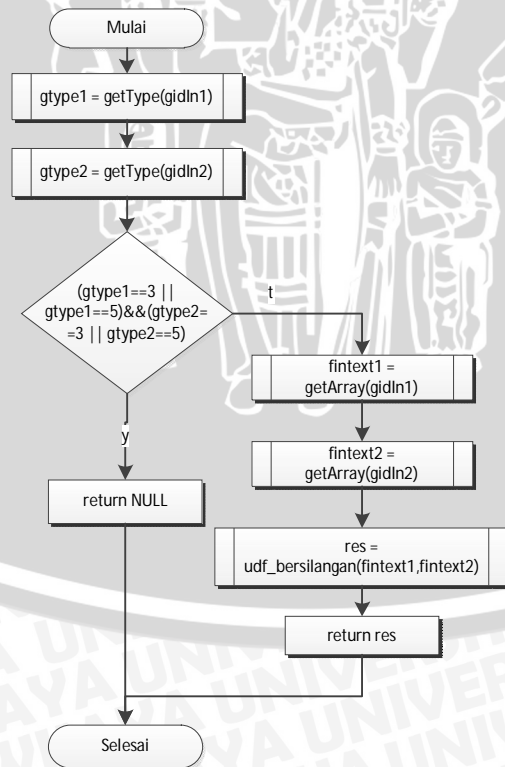 Mulai
gtype1 = getType(gidIn1)
gtype2 = getType(gidIn2)
(gtype1==3 ||
gtype1==5)&&(gtype2=
=3 || gtype2==5)
t
fintext1 =
getArray(gidIn1)
fintext2 =
getArray(gidIn2)
y
return NULL
res =
udf_bersilangan(fintext1,fintext2)
return res
Selesai